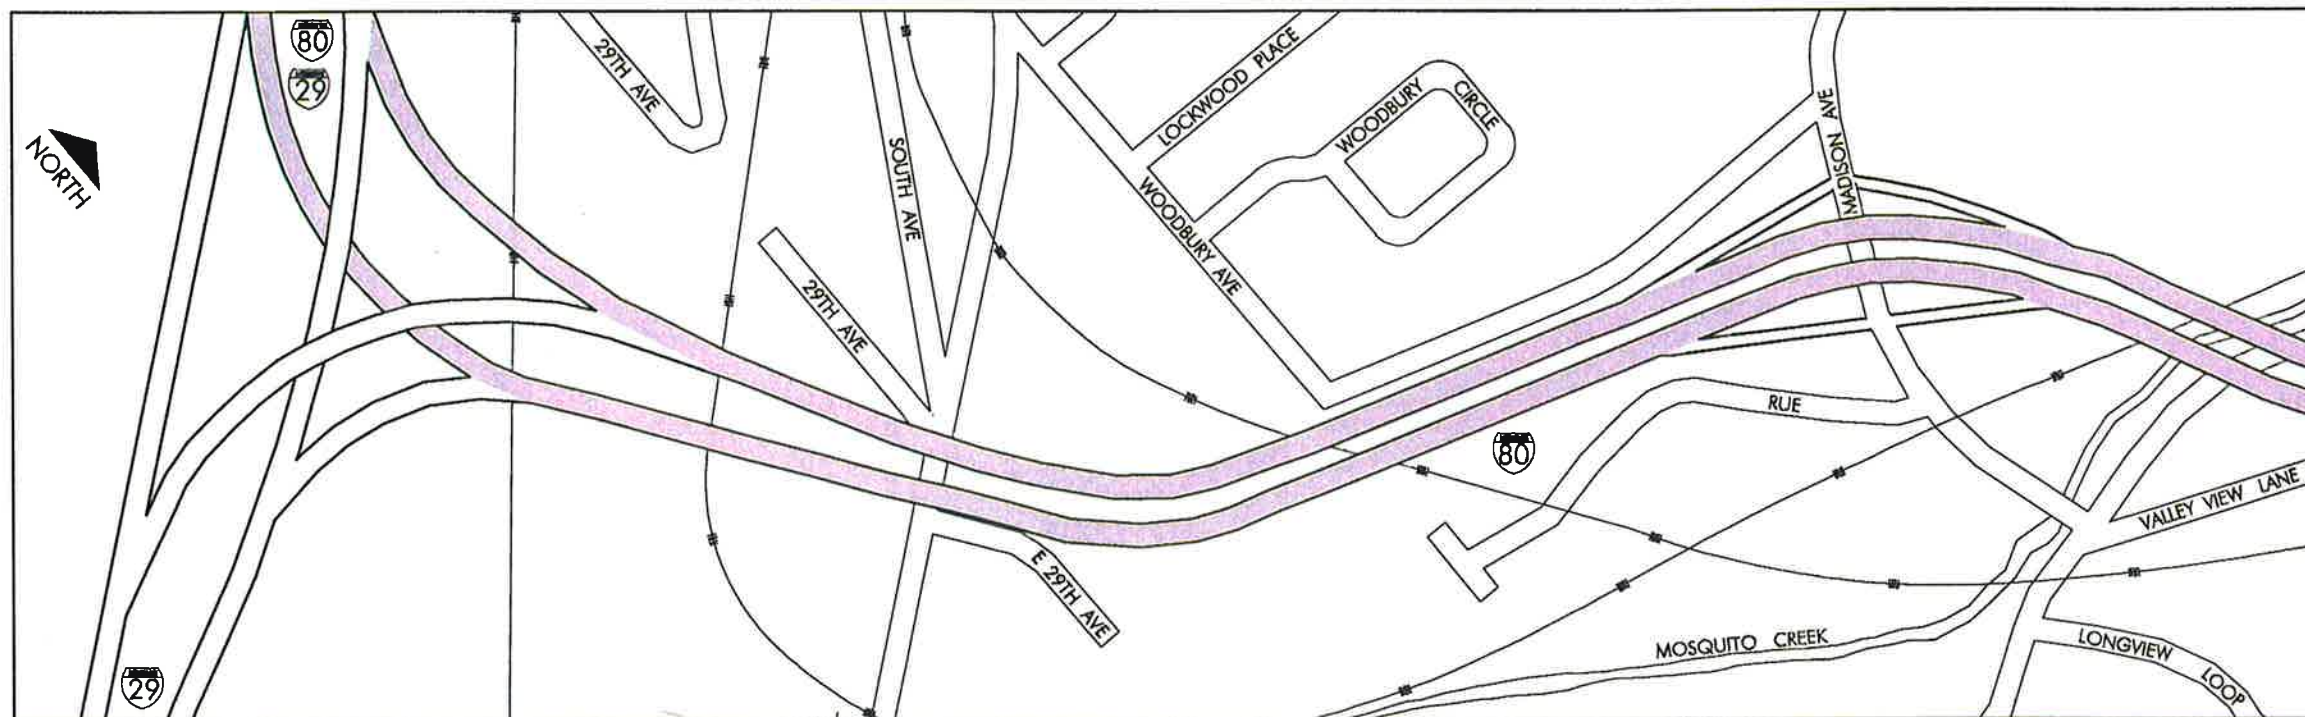 80
29
NORTH
29TH AVE
SOUTH AVE
LOCKWOOD PLACE
WOODBURY CIRCLE
WOODBURY AVE
MADISON AVE
29TH AVE
RUE
80
VALLEY VIEW LANE
E 29TH AVE
MOSQUITO CREEK
LONGVIEW LOOP
29